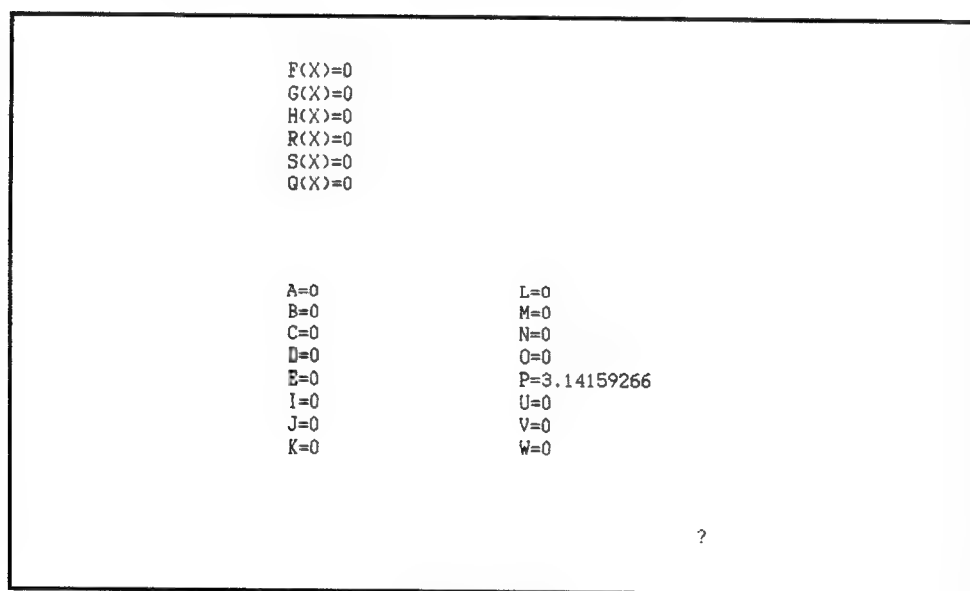 F(X)=0
G(X)=0
H(X)=0
R(X)=0
S(X)=0
Q(X)=0
A=0
B=0
C=0
D=0
E=0
I=0
J=0
K=0
L=0
M=0
N=0
O=0
P=3.14159266
U=0
V=0
W=0
?